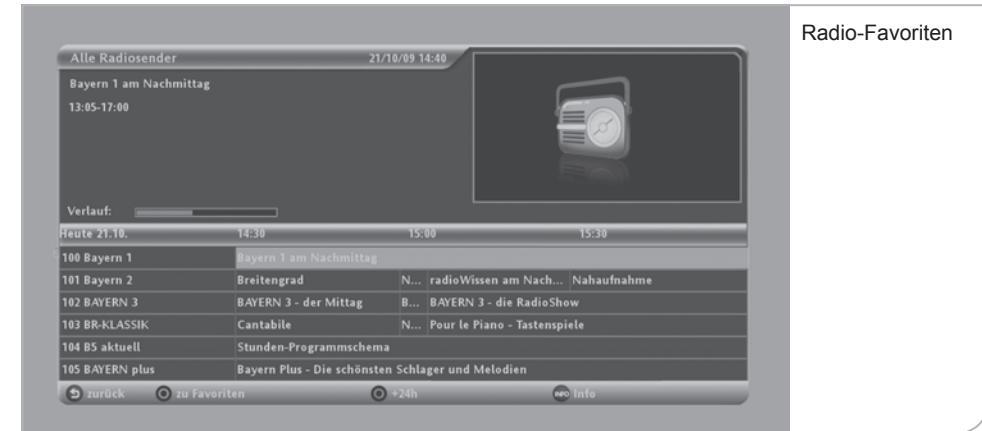 Radio-Favoriten
Alle Radiosender 21/10/09 14:40
Bayern 1 am Nachmittag
13:05-17:00
Verlauf:
Heute 21.10. 14:30 15:00 15:30
100 Bayern 1 Bayern 1 am Nachmittag
101 Bayern 2 Breitengrad N... radioWissen am Nach... Nahaufnahme
102 BAYERN 3 BAYERN 3 - der Mittag B... BAYERN 3 - die RadioShow
103 BR-KLASSIK Cantabile N... Pour le Piano - Tastenspiele
104 B5 aktuell Stunden-Programmschema
105 BAYERN plus Bayern Plus - Die schönsten Schlager und Melodien
zurück zu Favoriten +24h INFO Info